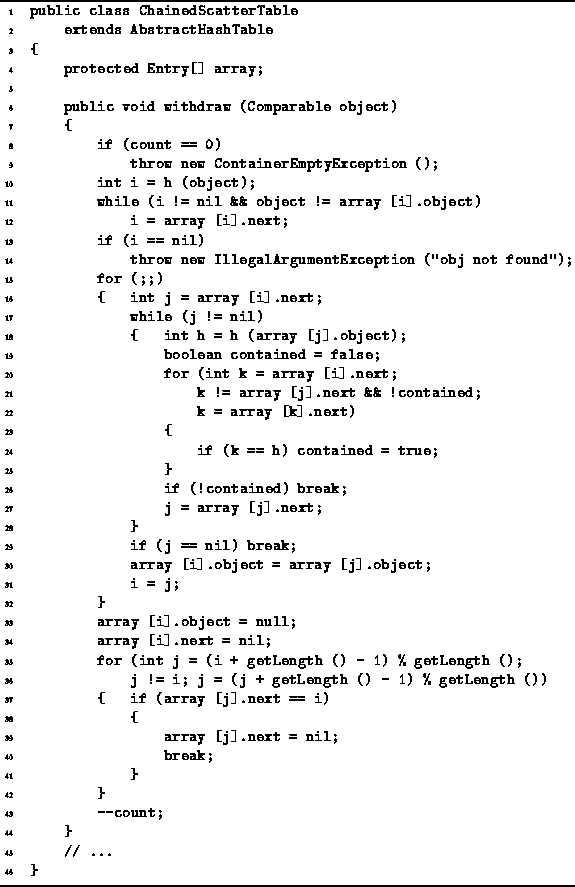 1 public class ChainedScatterTable
2 extends AbstractHashTable
3 {
4 protected Entry[] array;
5
6 public void withdraw (Comparable object)
7 {
8 if (count == 0)
9 throw new ContainerEmptyException ();
10 int i = h (object);
11 while (i != nil && object != array [i].object)
12 i = array [i].next;
13 if (i == nil)
14 throw new IllegalArgumentException ("obj not found");
15 for (;;)
16 { int j = array [i].next;
17 while (j != nil)
18 { int h = h (array [j].object);
19 boolean contained = false;
20 for (int k = array [i].next;
21 k != array [j].next && !contained;
22 k = array [k].next)
23 {
24 if (k == h) contained = true;
25 }
26 if (!contained) break;
27 j = array [j].next;
28 }
29 if (j == nil) break;
30 array [i].object = array [j].object;
31 i = j;
32 }
33 array [i].object = null;
34 array [i].next = nil;
35 for (int j = (i + getLength () - 1) % getLength ();
36 j != i; j = (j + getLength () - 1) % getLength ())
37 { if (array [j].next == i)
38 {
39 array [j].next = nil;
40 break;
41 }
42 }
43 --count;
44 }
45 // ...
46 }